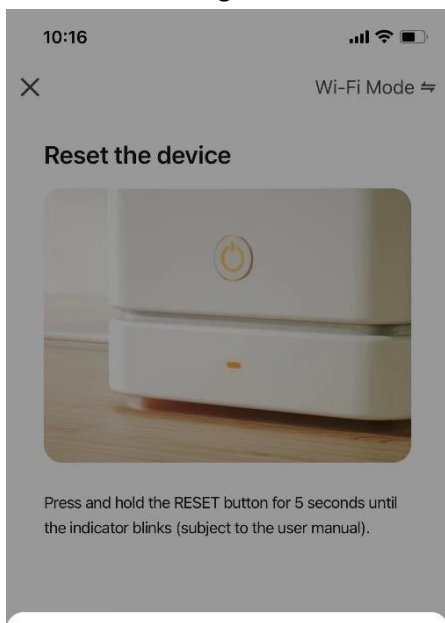 10:16
Wi-Fi Mode ⇋
Reset the device
Press and hold the RESET button for 5 seconds until
the indicator blinks (subject to the user manual).